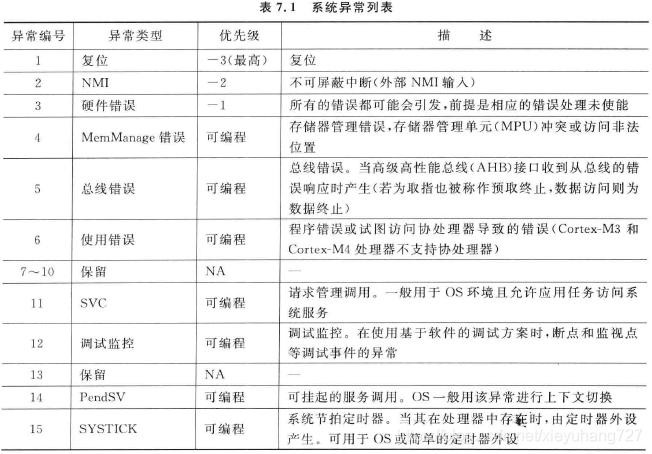 表 7.1 系统异常列表
异常编号 异常类型 优先级 描 述
1 复位 －3(最高) 复位
2 NMI －2 不可屏蔽中断(外部 NMI 输入)
3 硬件错误 －1 所有的错误都可能会引发,前提是相应的错误处理未使能
4 MemManage 错误 可编程 存储器管理错误,存储器管理单元(MPU)冲突或访问非法
位置
5 总线错误 可编程 总线错误。当高级高性能总线(AHB)接口收到从总线的错
误响应时产生(若为取指也被称作预取终止,数据访问则为
数据终止)
6 使用错误 可编程 程序错误或试图访问协处理器导致的错误(Cortex-M3 和
Cortex-M4 处理器不支持协处理器)
7～10 保留 NA —
11 SVC 可编程 请求管理调用。一般用于 OS 环境且允许应用任务访问系
统服务
12 调试监控 可编程 调试监控。在使用基于软件的调试方案时,断点和监视点
等调试事件的异常
13 保留 NA —
14 PendSV 可编程 可挂起的服务调用。OS 一般用该异常进行上下文切换
15 SYSTICK 可编程 系统节拍定时器。当其在处理器中存在时,由定时器外设
产生。可用于 OS 或简单的定时器外设
net/xieyuhang727